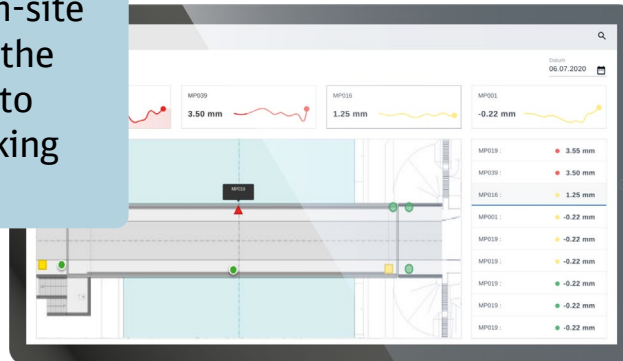 n-site
the
to
king
Datum
06.07.2020
MP039
3.50 mm
MP016
1.25 mm
MP001
-0.22 mm
MP019 : 3.55 mm
MP039 : 3.50 mm
MP016 : 1.25 mm
MP001 : -0.22 mm
MP019 : -0.22 mm
MP019 : -0.22 mm
MP019 : -0.22 mm
MP019 : -0.22 mm
MP019 : -0.22 mm
MP019